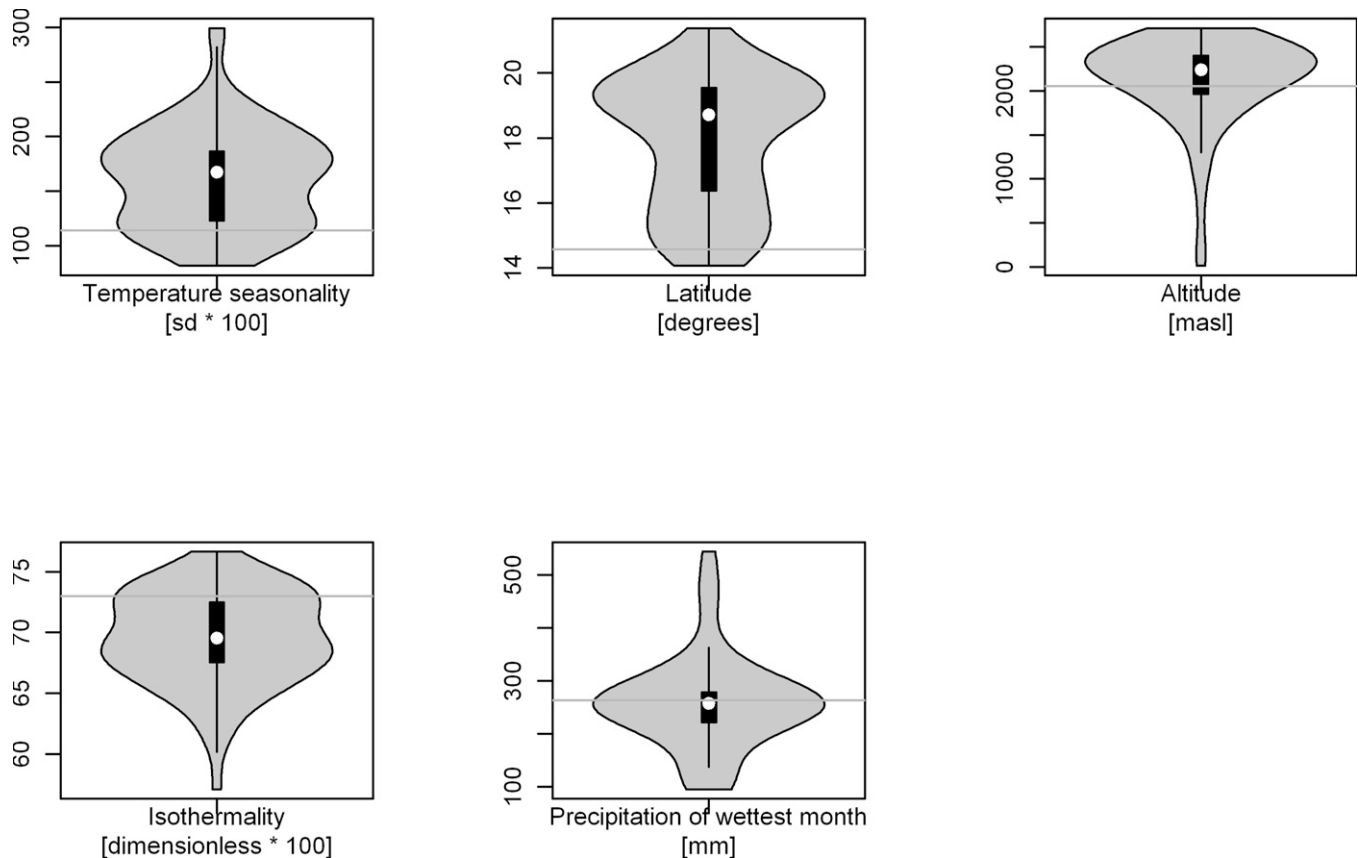 300
200
100
Temperature seasonality
[sd * 100]
20
18
16
14
Latitude
[degrees]
2000
1000
0
Altitude
[masl]
75
70
65
60
Isothermality
[dimensionless * 100]
500
300
100
Precipitation of wettest month
[mm]